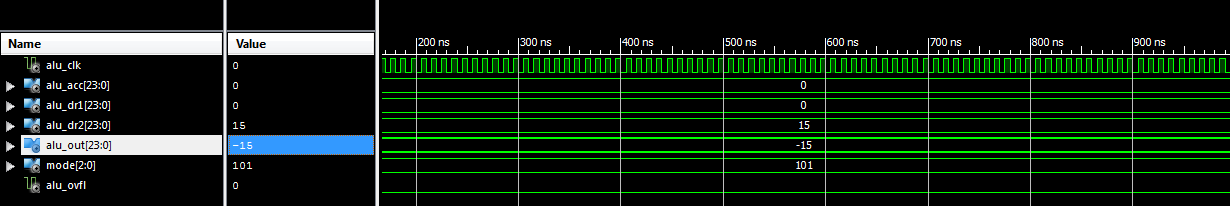 200 ns 300 ns 400 ns 500 ns 600 ns 700 ns 800 ns 900 ns
Name Value
alu_clk 0
alu_acc[23:0] 0 0
alu_dr1[23:0] 0 0
alu_dr2[23:0] 15 15
alu_out[23:0] -15 -15
mode[2:0] 101 101
alu_ovfl 0